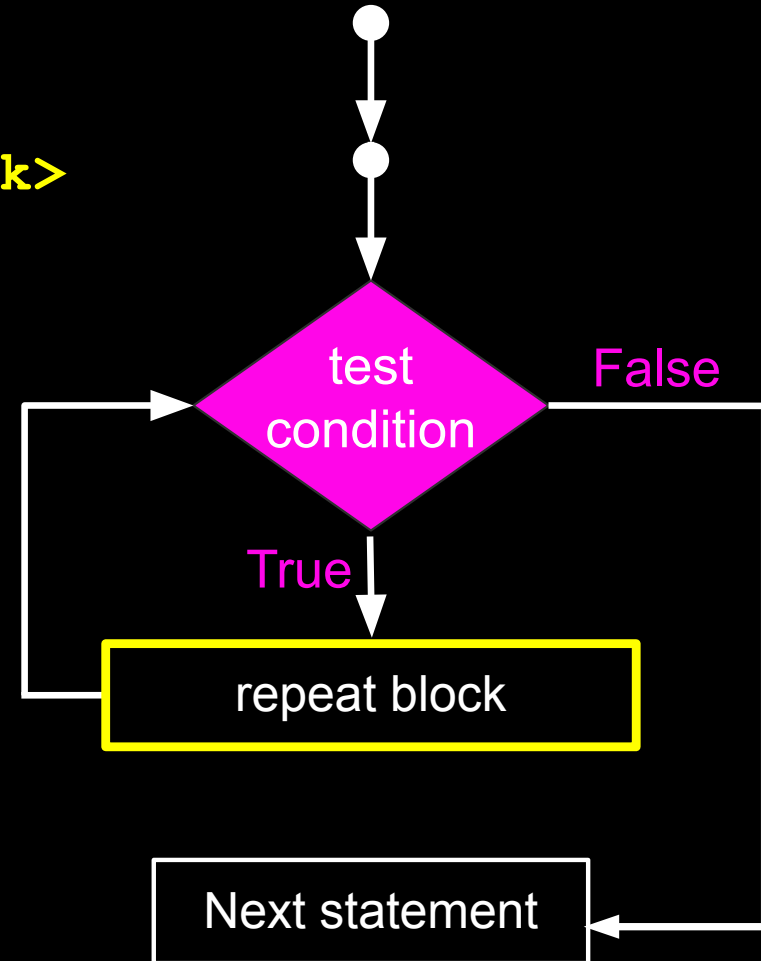 k>
test
condition
False
True
repeat block
Next statement